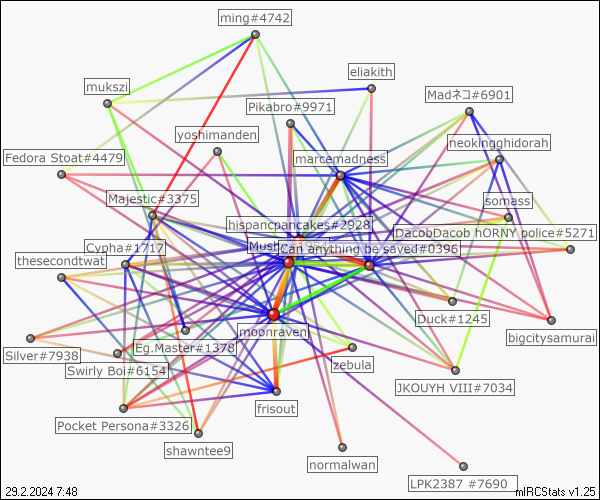 ming#4742
eliakith
mukszi
Madネコ#6901
Pikabro#9971
yoshimanden
neokingghidorah
Fedora Stoat#4479
marcemadness
Majestic#3375
somass
hispancpancakes#2928
DacobDacob hORNY police#5271
Cypha#1717
Can anything be saved#0396
thesecondtwat
Duck#1245
moonraven
bigcitysamurai
Eg.Master#1378
Silver#7938
zebula
Swirly Boi#6154
JKOUYH VIII#7034
frisout
Pocket Persona#3326
shawntee9
normalwan
LPK2387 #7690
29.2.2024 7:48
mIRCStats v1.25